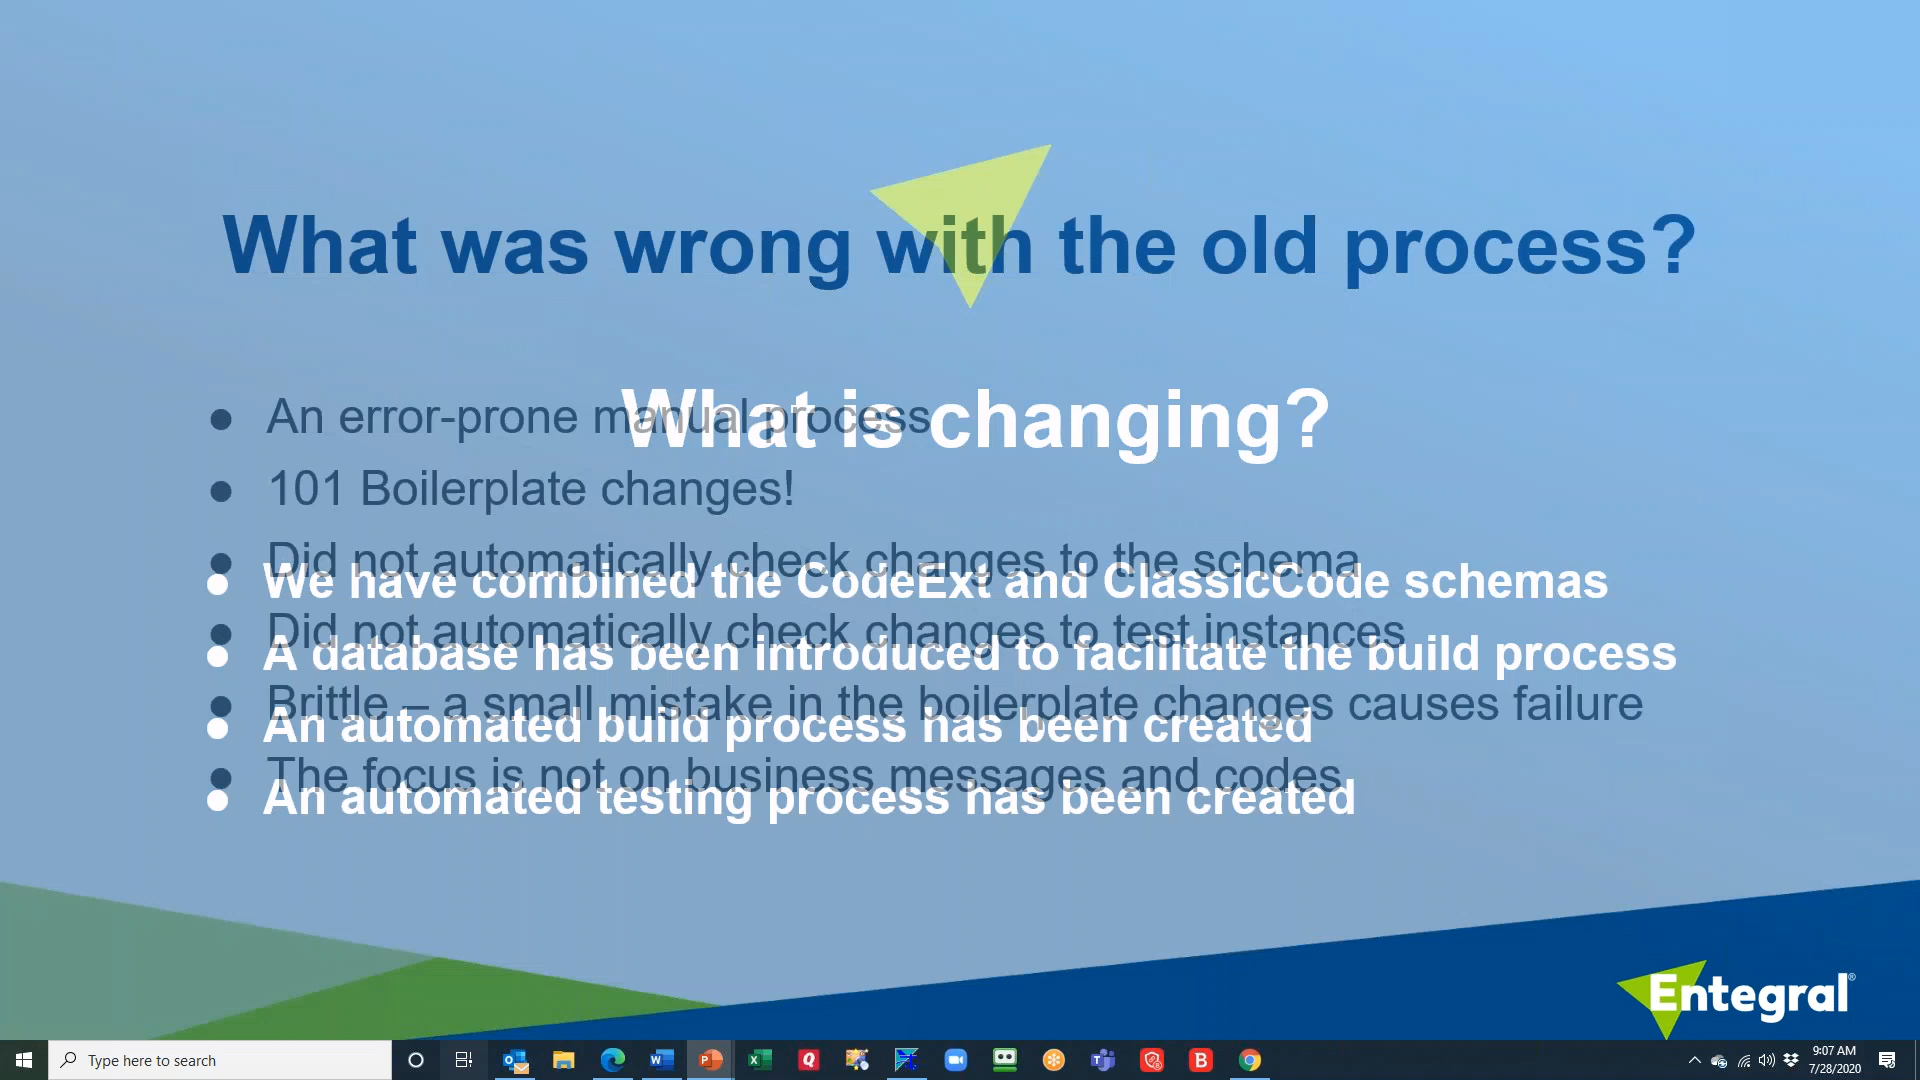 What was wrong with the old process?
What is changing?
● An error-prone manual process
● 101 Boilerplate changes!
● Did not automatically check changes to the schema
● We have combined the CodeExt and ClassicCode schemas
● Did not automatically check changes to test instances
● A database has been introduced to facilitate the build process
● Brittle – a small mistake in the boilerplate changes causes failure
● An automated build process has been created
● The focus is not on business messages and codes
● An automated testing process has been created
Entegral®
Type here to search
9:07 AM
7/28/2020